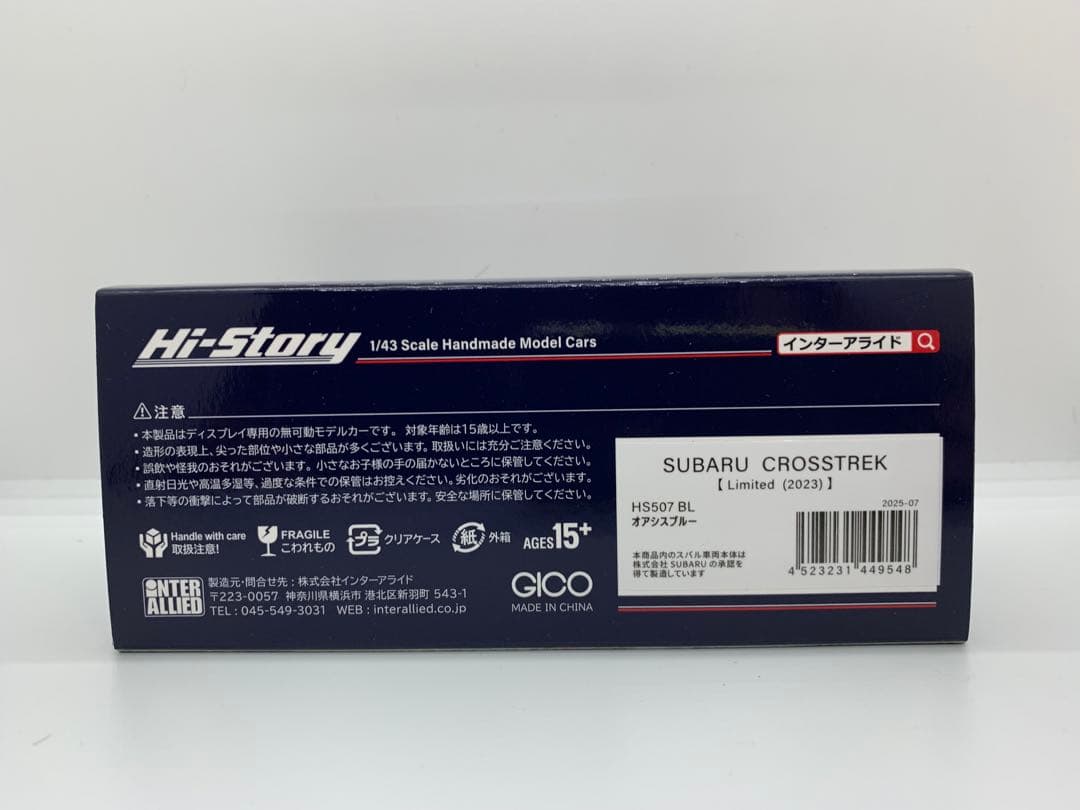 Hi-Story 1/43 Scale Handmade Model Cars
インターアライド
⚠注意
▪本製品はディスプレイ専用の無可動モデルカーです。 対象年齢は15歳以上です。
▪造形の表現上、尖った部位や小さな部品が多くございます。取扱いには充分ご注意ください。
▪誤飲や怪我のおそれがございます。小さなお子様の手の届かないところに保管してください。
▪直射日光や高温多湿等、過度な条件での保管はお控えください。劣化のおそれがございます。
▪落下等の衝撃によって部品が破断するおそれがございます。安全な場所に保管してください。
Handle with care
取扱注意!
FRAGILE
こわれもの
プラ
クリアケース
紙
外箱
AGES15+
INTER
ALLIED
製造元・問合せ先:株式会社インターアライド
〒223-0057 神奈川県横浜市 港北区新羽町 543-1
TEL : 045-549-3031 WEB : interallied.co.jp
GICO
MADE IN CHINA
SUBARU CROSSTREK
【 Limited (2023) 】
HS507 BL
オアシスブルー
2025-07
本商品内のスバル車両本体は
株式会社 SUBARU の承認を
得て製造しています
4 523231 449548